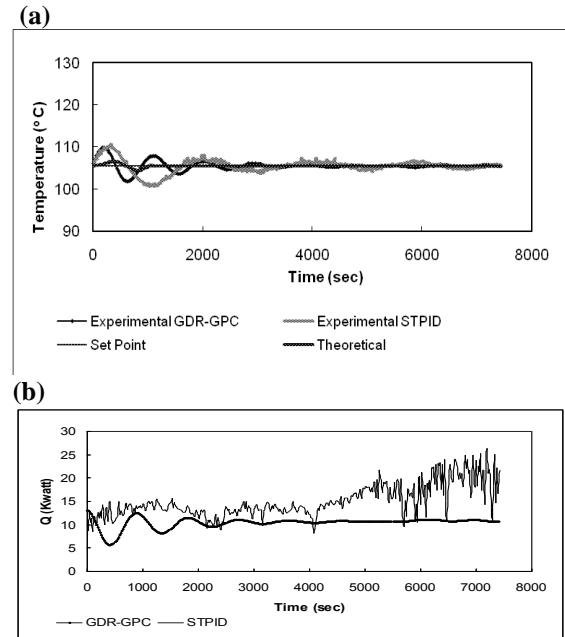 (a)
130
120
110
100
90
Temperature (° C)
0 2000 4000 6000 8000
Time (sec)
Experimental GDR-GPC Experimental STPID
Set Point Theoretical
(b)
30
25
20
15
10
5
0
Q (Kwatt)
0 1000 2000 3000 4000 5000 6000 7000 8000
Time (sec)
GDR-GPC STPID